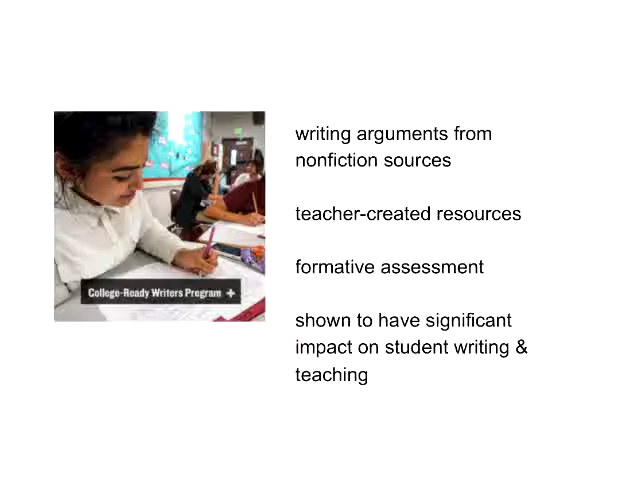 writing arguments from
nonfiction sources
teacher-created resources
formative assessment
shown to have significant
impact on student writing &
teaching
College-Ready Writers Program +